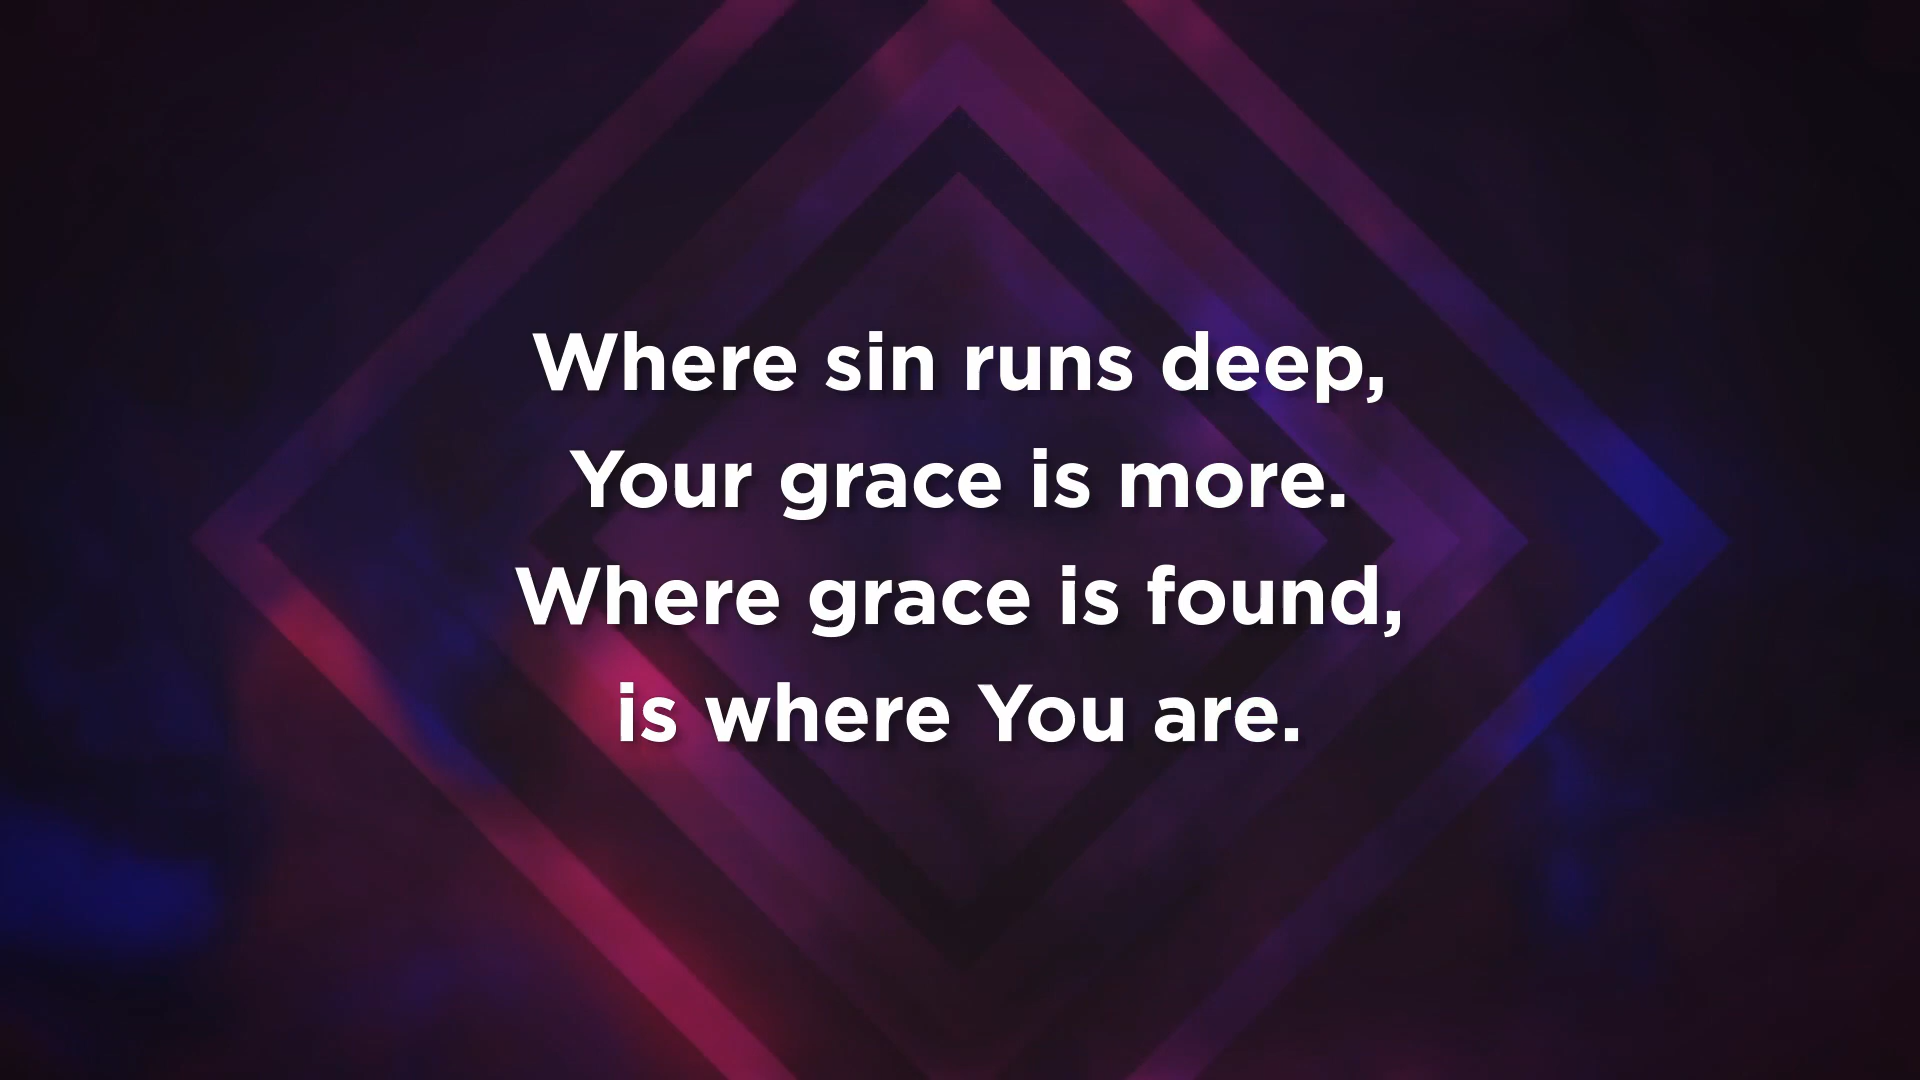 Where sin runs deep,
Your grace is more.
Where grace is found,
is where You are.